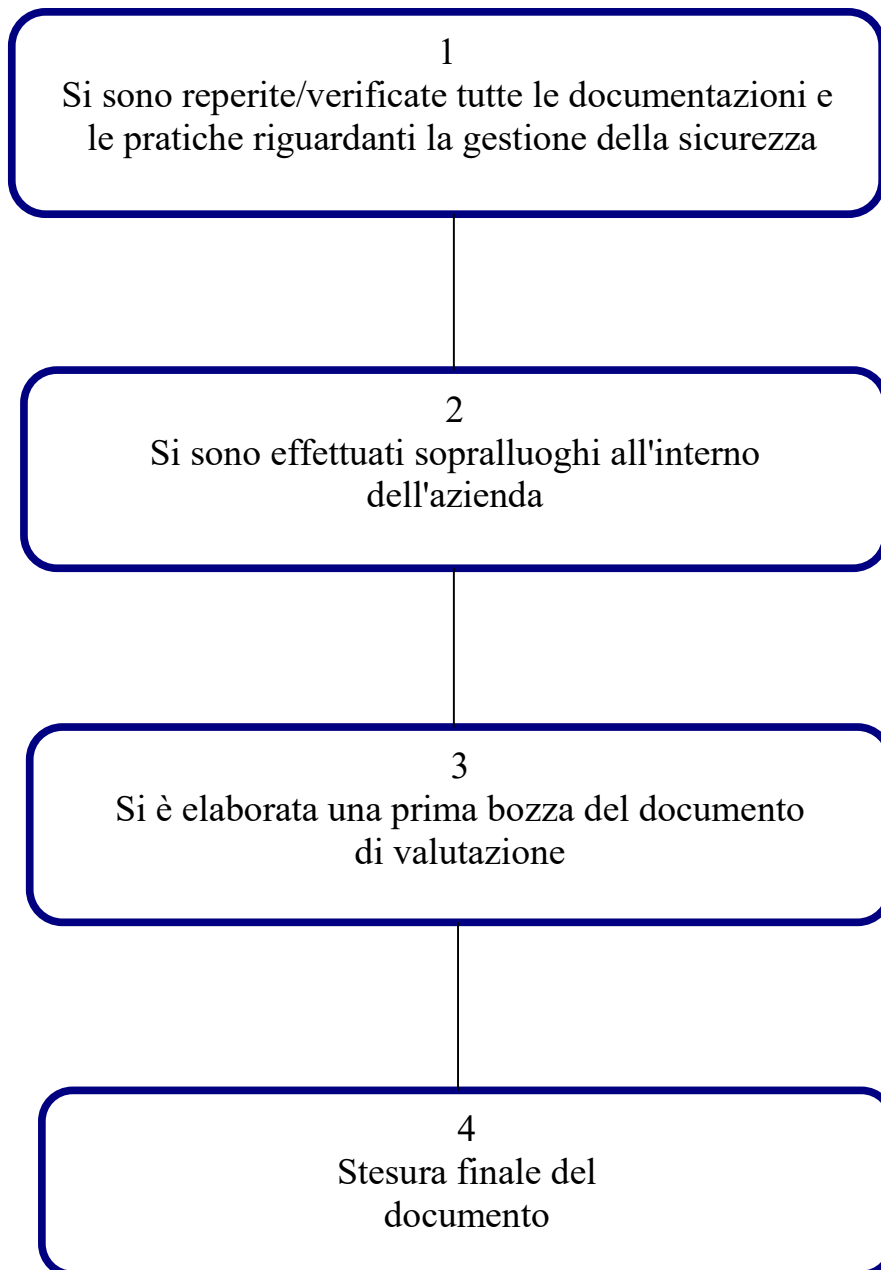 1
Si sono reperite/verificate tutte le documentazioni e
le pratiche riguardanti la gestione della sicurezza
2
Si sono effettuati sopralluoghi all'interno
dell'azienda
3
Si è elaborata una prima bozza del documento
di valutazione
4
Stesura finale del
documento